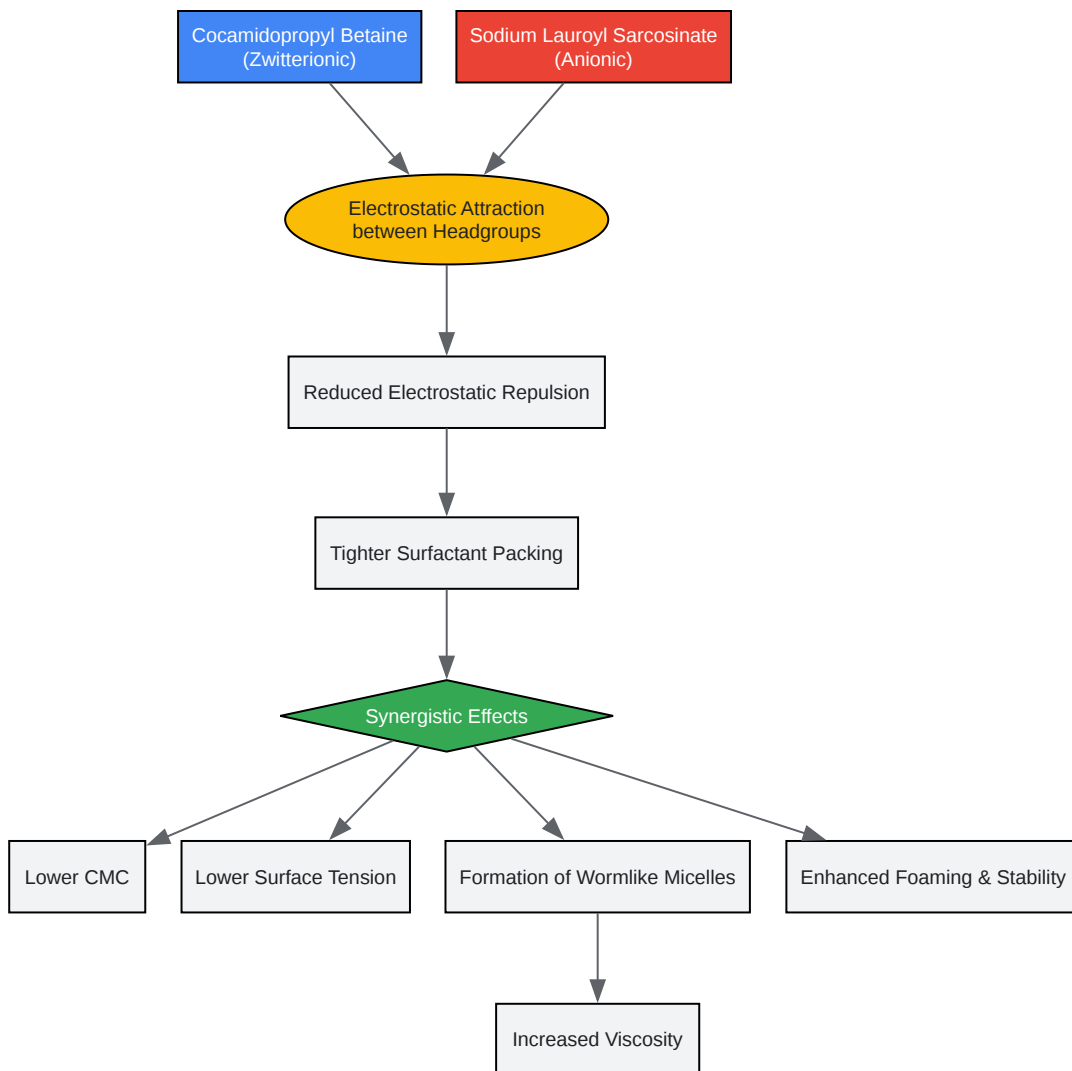 Cocamidopropyl Betaine
(Zwitterionic)
Sodium Lauroyl Sarcosinate
(Anionic)
Electrostatic Attraction
between Headgroups
Reduced Electrostatic Repulsion
Tighter Surfactant Packing
Synergistic Effects
Lower CMC
Lower Surface Tension
Formation of Wormlike Micelles
Enhanced Foaming & Stability
Increased Viscosity